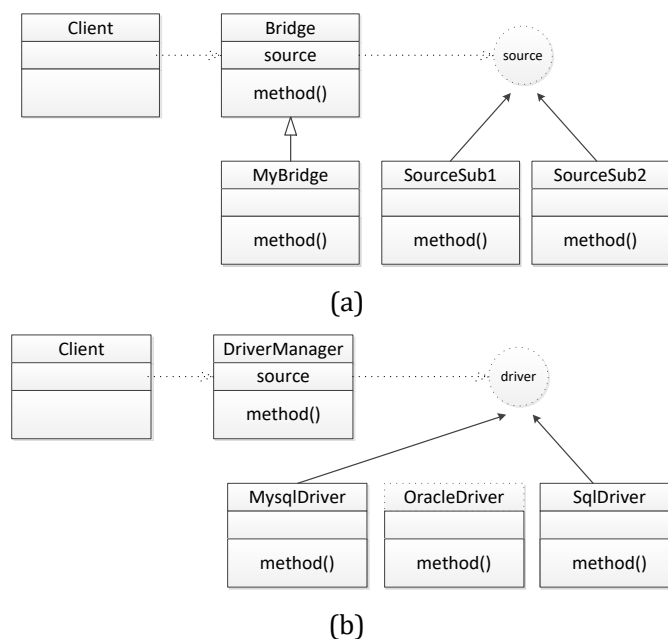 Client
Bridge
source
method()
source
MyBridge
method()
SourceSub1
method()
SourceSub2
method()
(a)
Client
DriverManager
source
method()
driver
MysqlDriver
method()
OracleDriver
method()
SqlDriver
method()
(b)